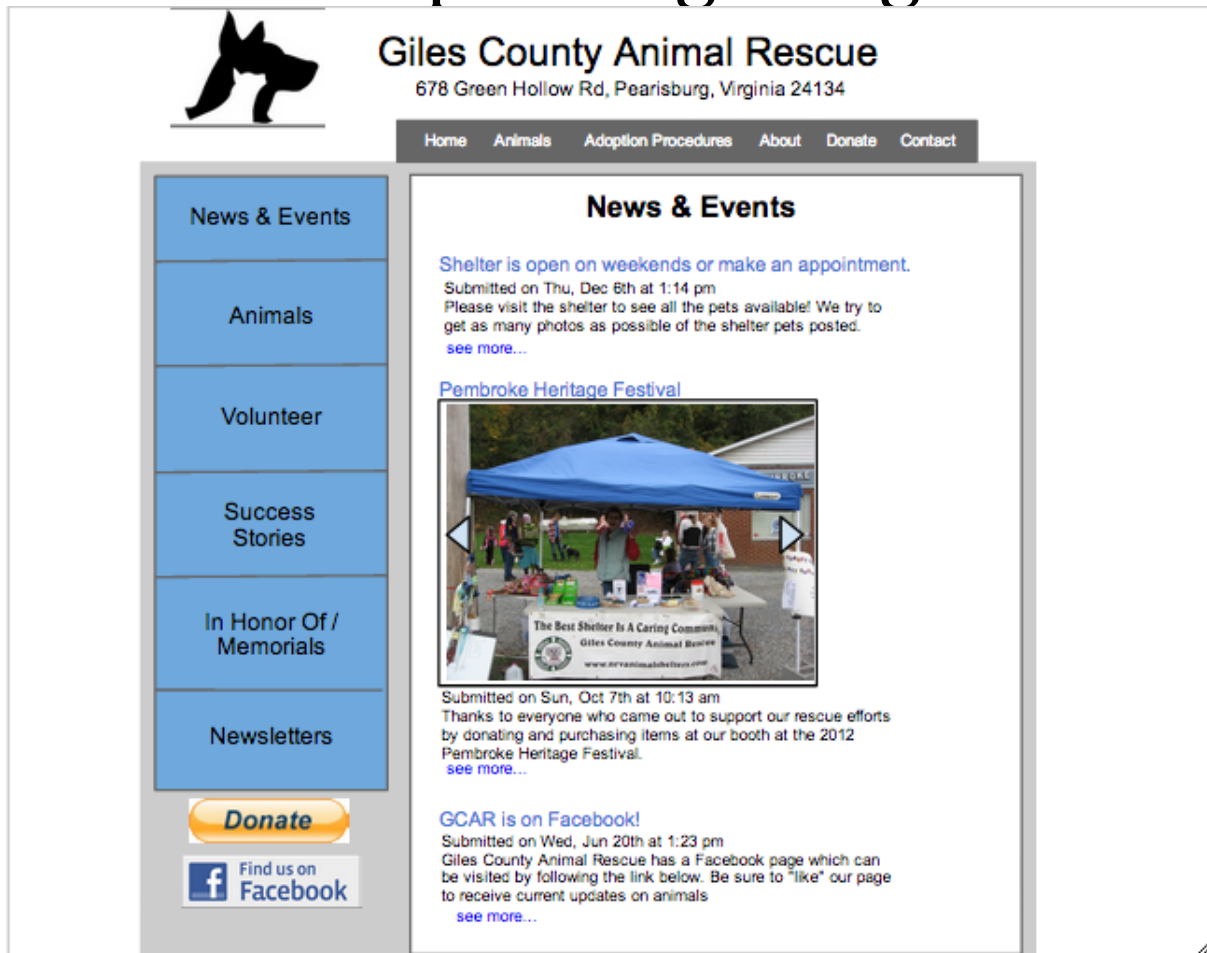 Giles County Animal Rescue
678 Green Hollow Rd, Pearisburg, Virginia 24134
Home Animals Adoption Procedures About Donate Contact
News & Events
Animals
Volunteer
Success
Stories
In Honor Of /
Memorials
Newsletters
Donate
Find us on
Facebook
News & Events
Shelter is open on weekends or make an appointment.
Submitted on Thu, Dec 6th at 1:14 pm
Please visit the shelter to see all the pets available! We try to
get as many photos as possible of the shelter pets posted.
see more...
Pembroke Heritage Festival
The Best Shelter Is A Caring
Giles County Animal Rescue
www.nrvanimalshelters.com
Submitted on Sun, Oct 7th at 10:13 am
Thanks to everyone who came out to support our rescue efforts
by donating and purchasing items at our booth at the 2012
Pembroke Heritage Festival.
see more...
GCAR is on Facebook!
Submitted on Wed, Jun 20th at 1:23 pm
Giles County Animal Rescue has a Facebook page which can
be visited by following the link below. Be sure to "like" our page
to receive current updates on animals
see more...